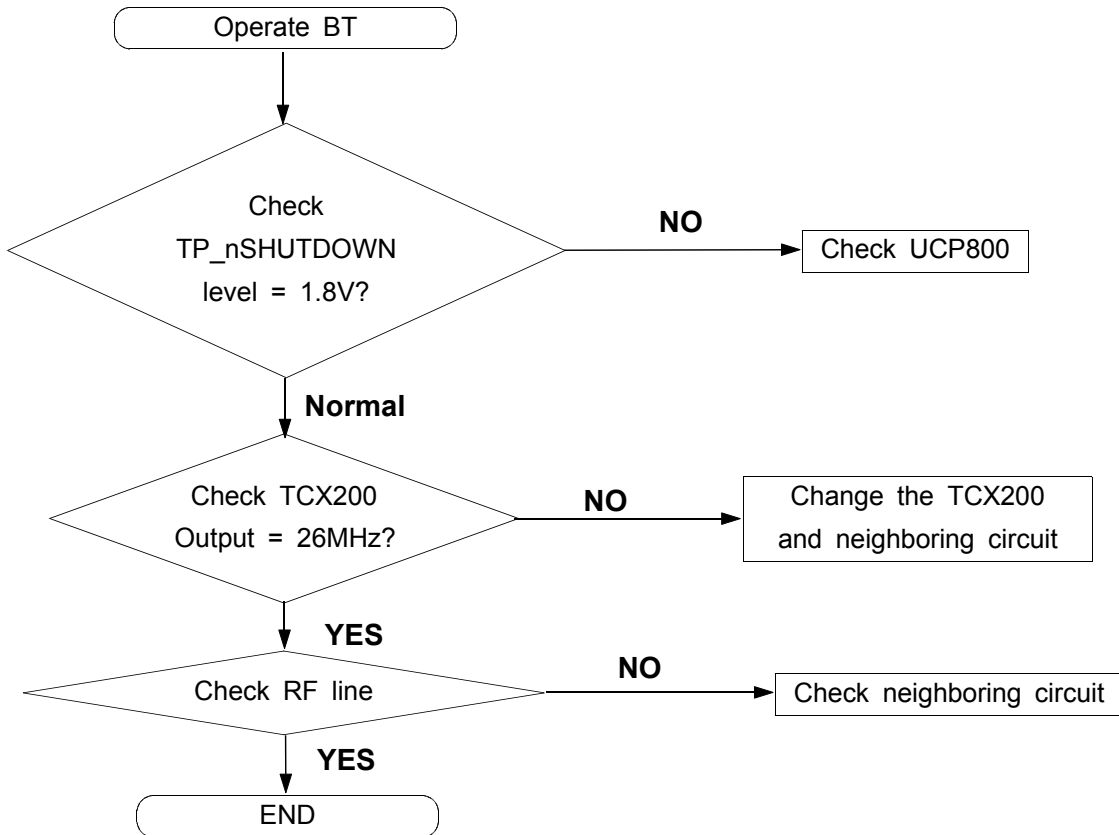 Operate BT
Check
TP_nSHUTDOWN
level = 1.8V?
NO
Check UCP800
Normal
Check TCX200
Output = 26MHz?
NO
Change the TCX200
and neighboring circuit
YES
Check RF line
NO
Check neighboring circuit
YES
END